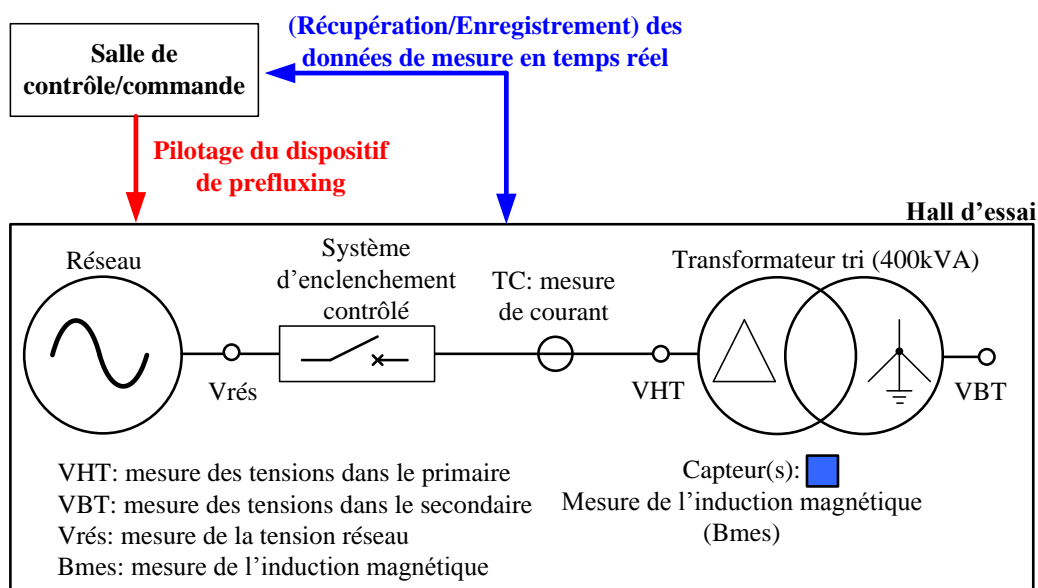 (Récupération/Enregistrement) des
données de mesure en temps réel
Salle de
contrôle/commande
Pilotage du dispositif
de prefluxing
Hall d'essai
Réseau
Système
d'enclenchement
contrôlé
TC: mesure
de courant
Transformateur tri (400kVA)
Vrés
VHT
VBT
VHT: mesure des tensions dans le primaire
VBT: mesure des tensions dans le secondaire
Vrés: mesure de la tension réseau
Bmes: mesure de l'induction magnétique
Capteur(s):
Mesure de l'induction magnétique
(Bmes)